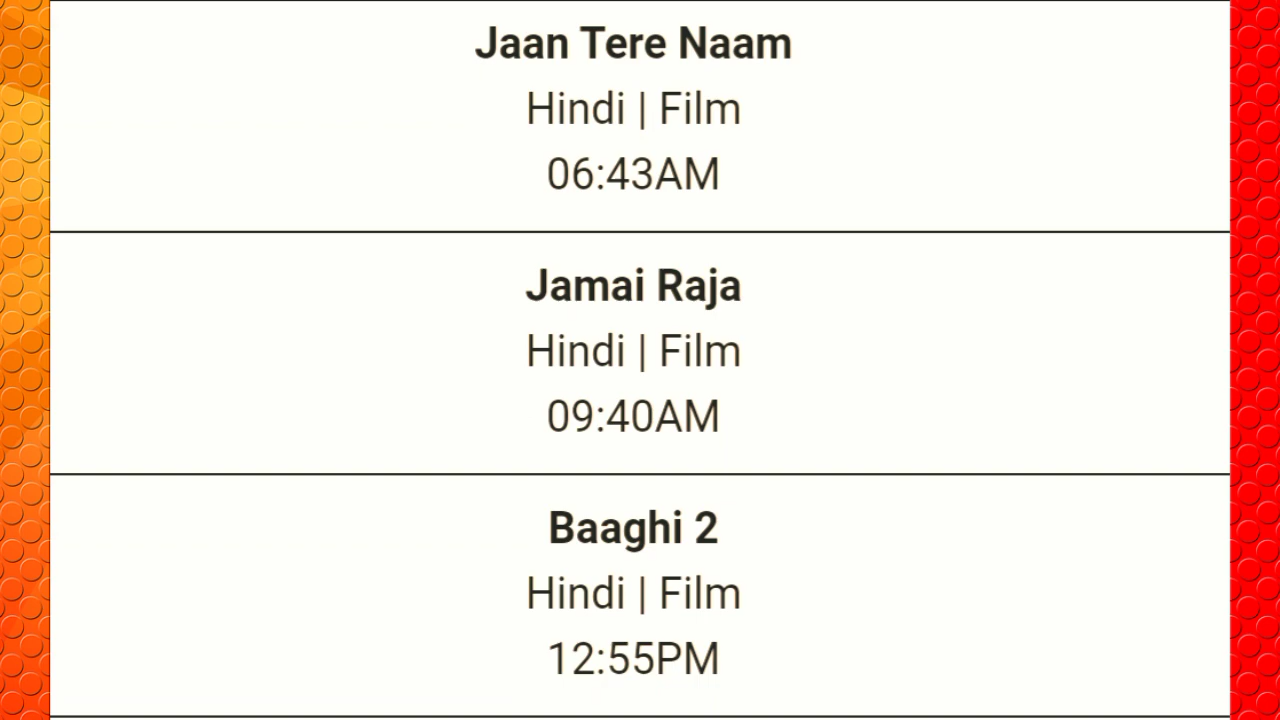 Jaan Tere Naam
Hindi | Film
06:43AM
Jamai Raja
Hindi | Film
09:40AM
Baaghi 2
Hindi | Film
12:55PM